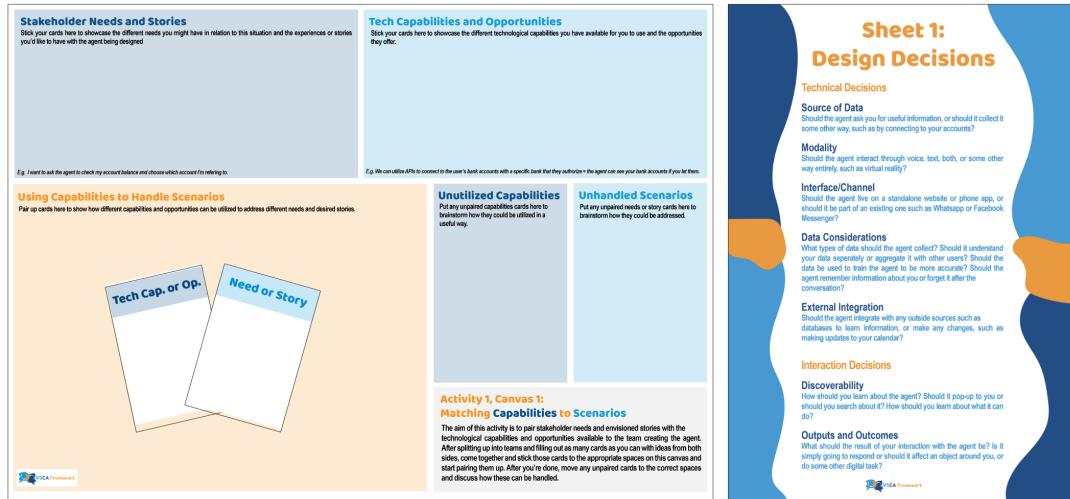 Stakeholder Needs and Stories
Stick your cards here to showcase the different needs you might have in relation to this situation and the experiences or stories
you'd like to have with the agent being designed
E.g. I want to ask the agent to check my account balance and choose which account I'm refering to.
Tech Capabilities and Opportunities
Stick your cards here to showcase the different technological capabilities you have available for you to use and the opportunities
they offer.
E.g. We can utilize APIs to connect to the user's bank accounts with a specific bank that they authorize = the agent can see your bank accounts if you let them.
Using Capabilities to Handle Scenarios
Pair up cards here to show how different capabilities and opportunities can be utilized to address different needs and desired stories.
Tech Cap. or Op.
Need or Story
VSCA Framework
Unutilized Capabilities
Put any unpaired capabilities cards here to
brainstorm how they could be utilized in a
useful way.
Unhandled Scenarios
Put any unpaired needs or story cards here to
brainstorm how they could be addressed.
Activity 1, Canvas 1:
Matching Capabilities to Scenarios
The aim of this activity is to pair stakeholder needs and envisioned stories with the
technological capabilities and opportunities available to the team creating the agent.
After splitting up into teams and filling out as many cards as you can with ideas from both
sides, come together and stick those cards to the appropriate spaces on this canvas and
start pairing them up. After you're done, move any unpaired cards to the correct spaces
and discuss how these can be handled.
Sheet 1:
Design Decisions
Technical Decisions
Source of Data
Should the agent ask you for useful information, or should it collect it
some other way, such as by connecting to your accounts?
Modality
Should the agent interact through voice, text, both, or some other
way entirely, such as virtual reality?
Interface/Channel
Should the agent live on a standalone website or phone app, or
should it be part of an existing one such as Whatsapp or Facebook
Messenger?
Data Considerations
What types of data should the agent collect? Should it understand
your data seperately or aggregate it with other users? Should the
data be used to train the agent to be more accurate? Should the
agent remember information about you or forget it after the
conversation?
External Integration
Should the agent integrate with any outside sources such as
databases to learn information, or make any changes, such as
making updates to your calendar?
Interaction Decisions
Discoverability
How should you learn about the agent? Should it pop-up to you or
should you search about it? How should you learn about what it can
do?
Outputs and Outcomes
What should the result of your interaction with the agent be? Is it
simply going to respond or should it affect an object around you, or
do some other digital task?
VSCA Framework